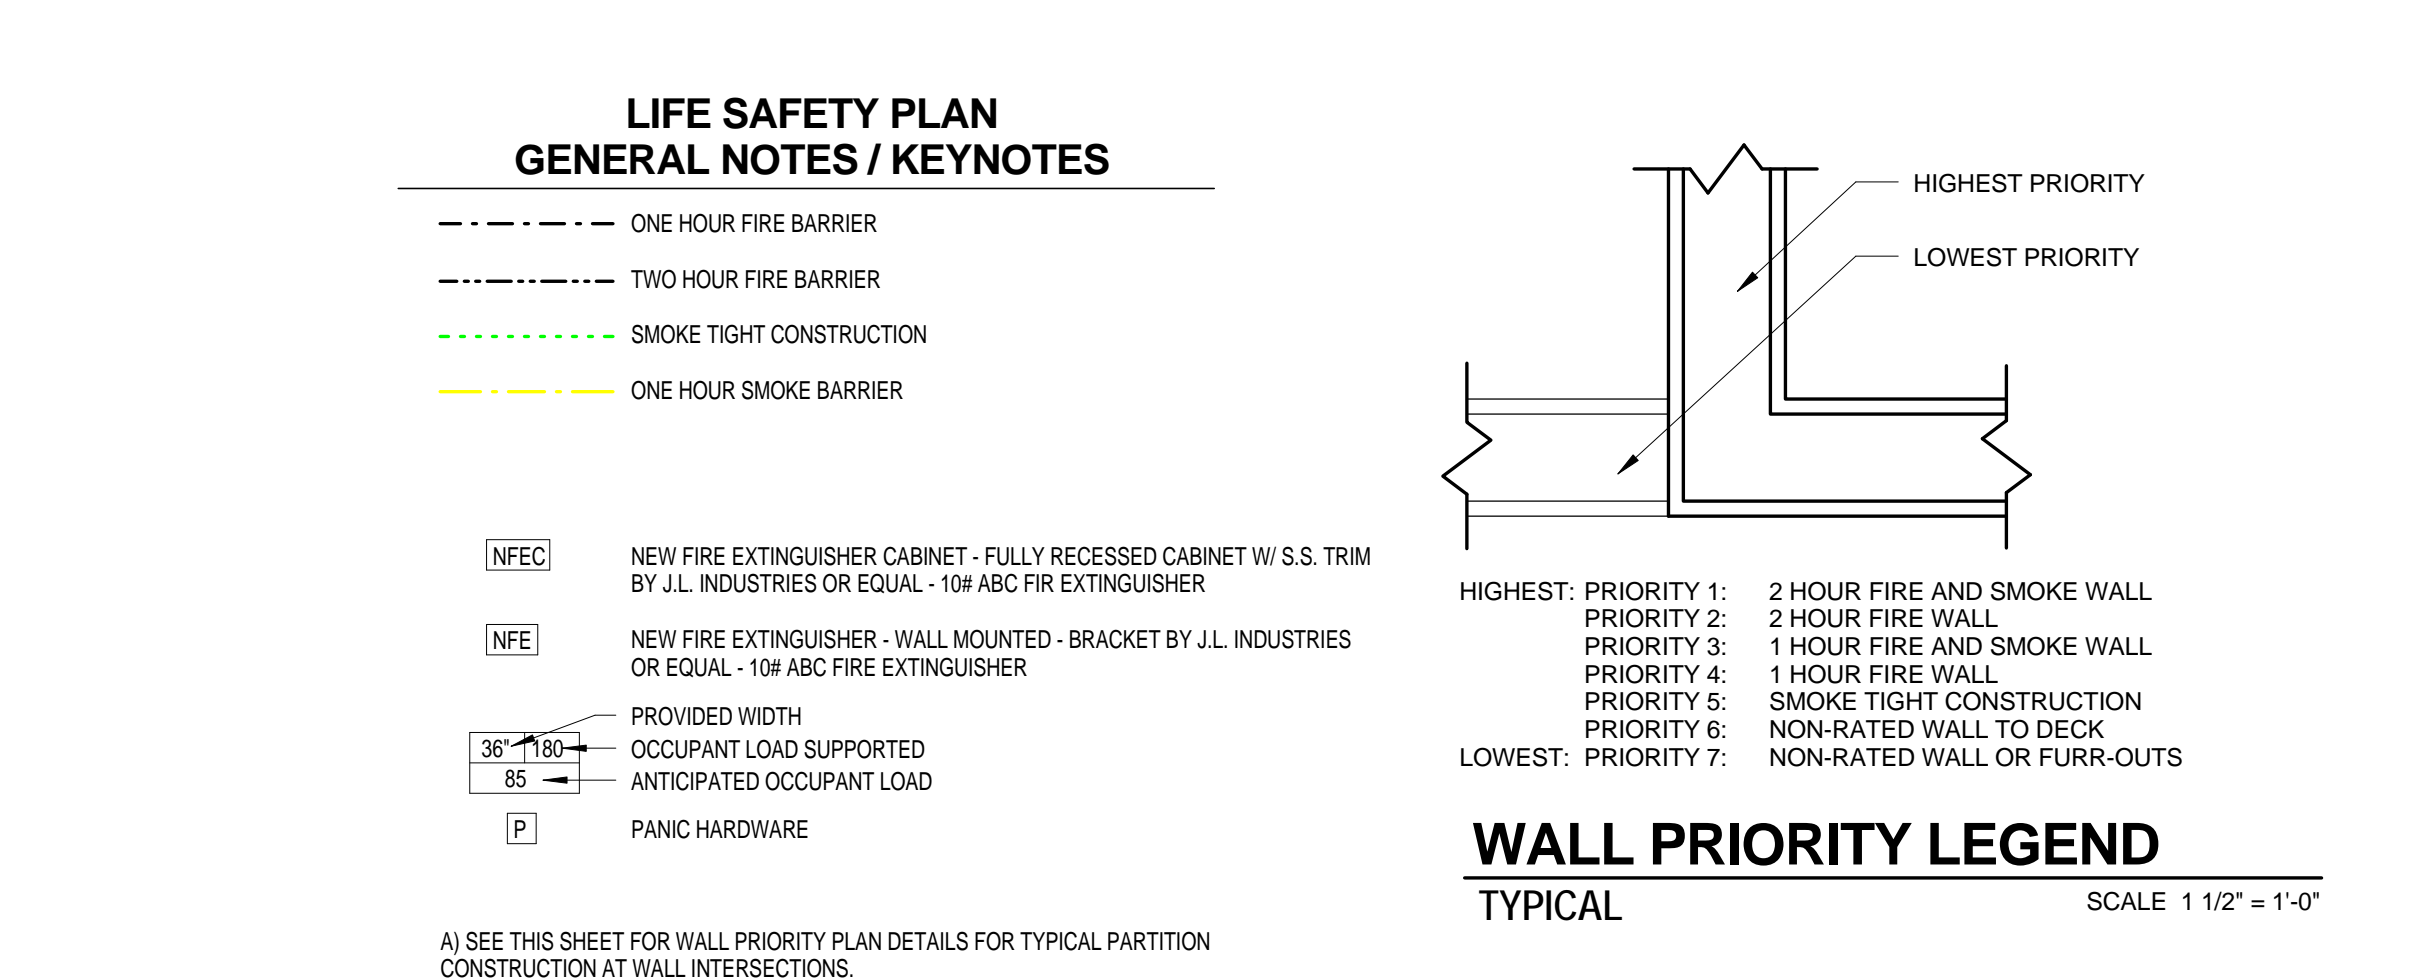 LIFE SAFETY PLAN
GENERAL NOTES / KEYNOTES
ONE HOUR FIRE BARRIER
TWO HOUR FIRE BARRIER
SMOKE TIGHT CONSTRUCTION
ONE HOUR SMOKE BARRIER
NFEC NEW FIRE EXTINGUISHER CABINET - FULLY RECESSED CABINET W/ S.S. TRIM
BY J.L. INDUSTRIES OR EQUAL - 10# ABC FIR EXTINGUISHER
NFE NEW FIRE EXTINGUISHER - WALL MOUNTED - BRACKET BY J.L. INDUSTRIES
OR EQUAL - 10# ABC FIRE EXTINGUISHER
PROVIDED WIDTH
36" 180 OCCUPANT LOAD SUPPORTED
85 ANTICIPATED OCCUPANT LOAD
P PANIC HARDWARE
A) SEE THIS SHEET FOR WALL PRIORITY PLAN DETAILS FOR TYPICAL PARTITION
CONSTRUCTION AT WALL INTERSECTIONS.
HIGHEST PRIORITY
LOWEST PRIORITY
HIGHEST: PRIORITY 1: 2 HOUR FIRE AND SMOKE WALL
PRIORITY 2: 2 HOUR FIRE WALL
PRIORITY 3: 1 HOUR FIRE AND SMOKE WALL
PRIORITY 4: 1 HOUR FIRE WALL
PRIORITY 5: SMOKE TIGHT CONSTRUCTION
PRIORITY 6: NON-RATED WALL TO DECK
LOWEST: PRIORITY 7: NON-RATED WALL OR FURR-OUTS
WALL PRIORITY LEGEND
TYPICAL SCALE 1 1/2" = 1'-0"